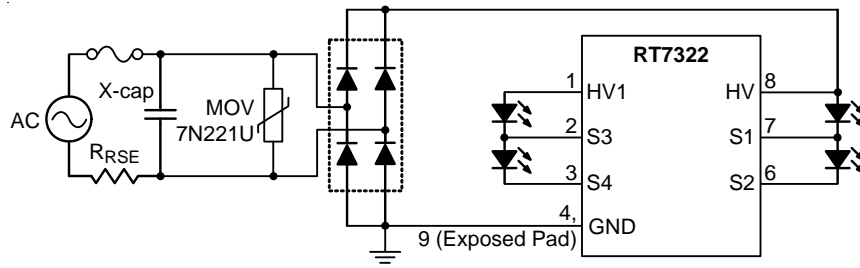 RT7322
X-cap
MOV
7N221U
AC
RRSE
1
HV1
HV
8
2
S3
S1
7
3
S4
S2
6
4,
GND
9 (Exposed Pad)